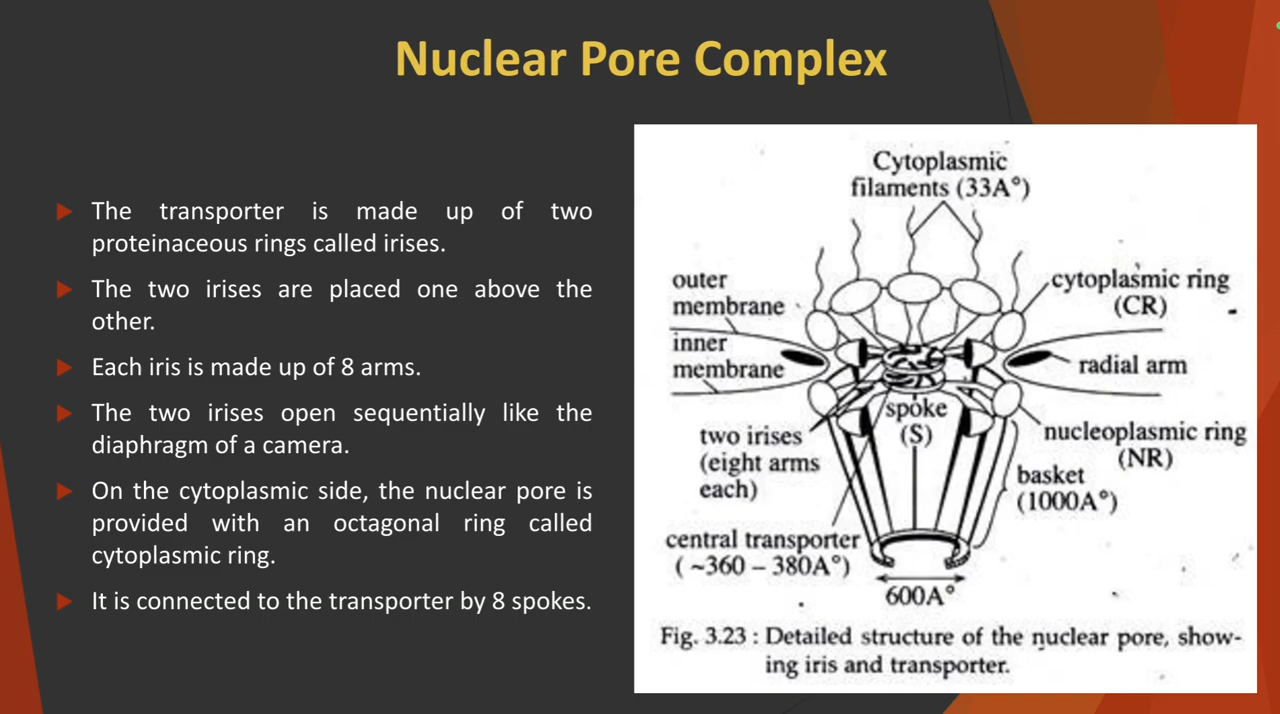 Nuclear Pore Complex
The transporter is made up of two
proteinaceous rings called irises.
The two irises are placed one above the
other.
Each iris is made up of 8 arms.
The two irises open sequentially like the
diaphragm of a camera.
On the cytoplasmic side, the nuclear pore is
provided with an octagonal ring called
cytoplasmic ring.
It is connected to the transporter by 8 spokes.
Cytoplasmic
filaments (33A°)
outer
membrane
cytoplasmic ring
(CR)
inner
membrane
radial arm
spoke
(S)
two irises
(eight arms
each)
nucleoplasmic ring
(NR)
basket
(1000A°)
central transporter
(~360 – 380A°)
600A°
Fig. 3.23 : Detailed structure of the nuclear pore, show-
ing iris and transporter.